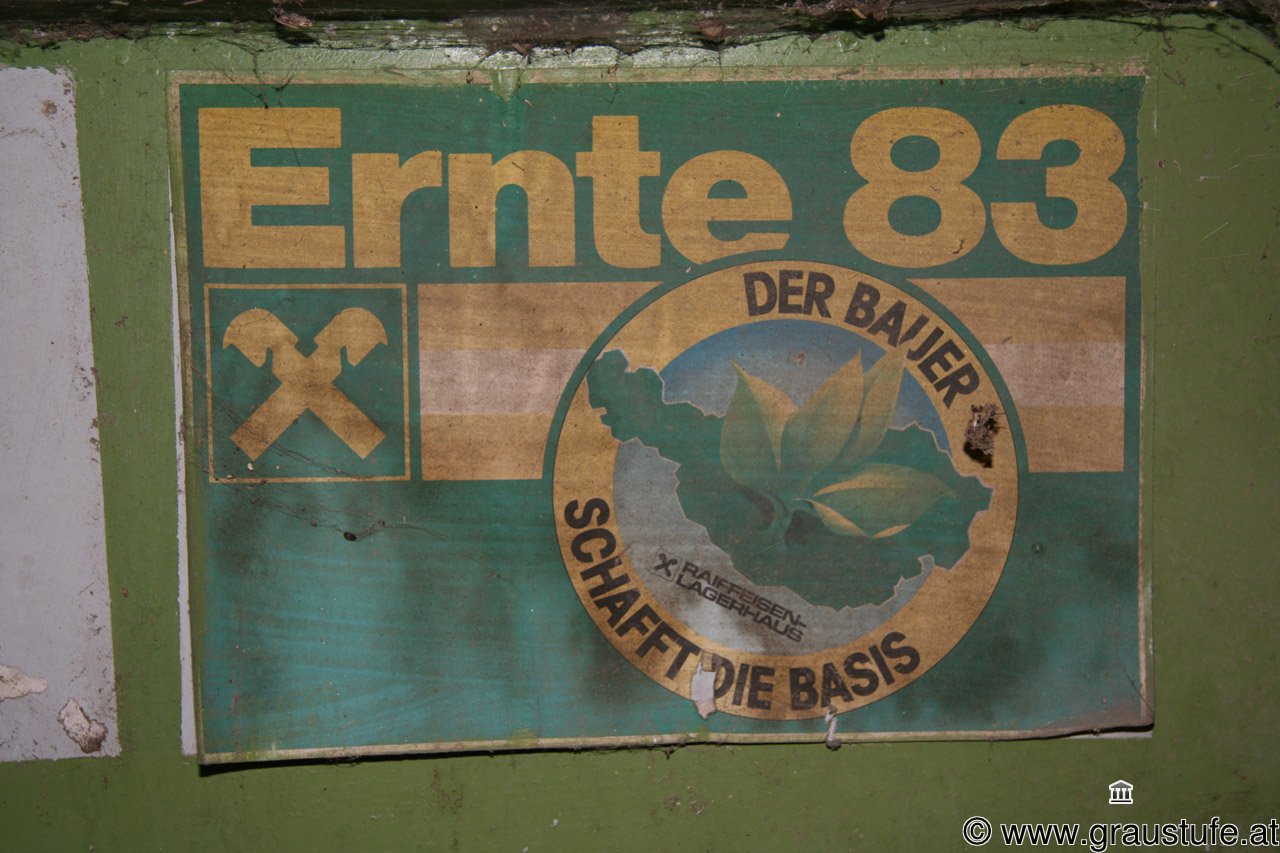 Ernte 83
DER BAUER
SCHAFFT DIE BASIS
RAIFFEISEN-
LAGERHAUS
© www.graustufe.at